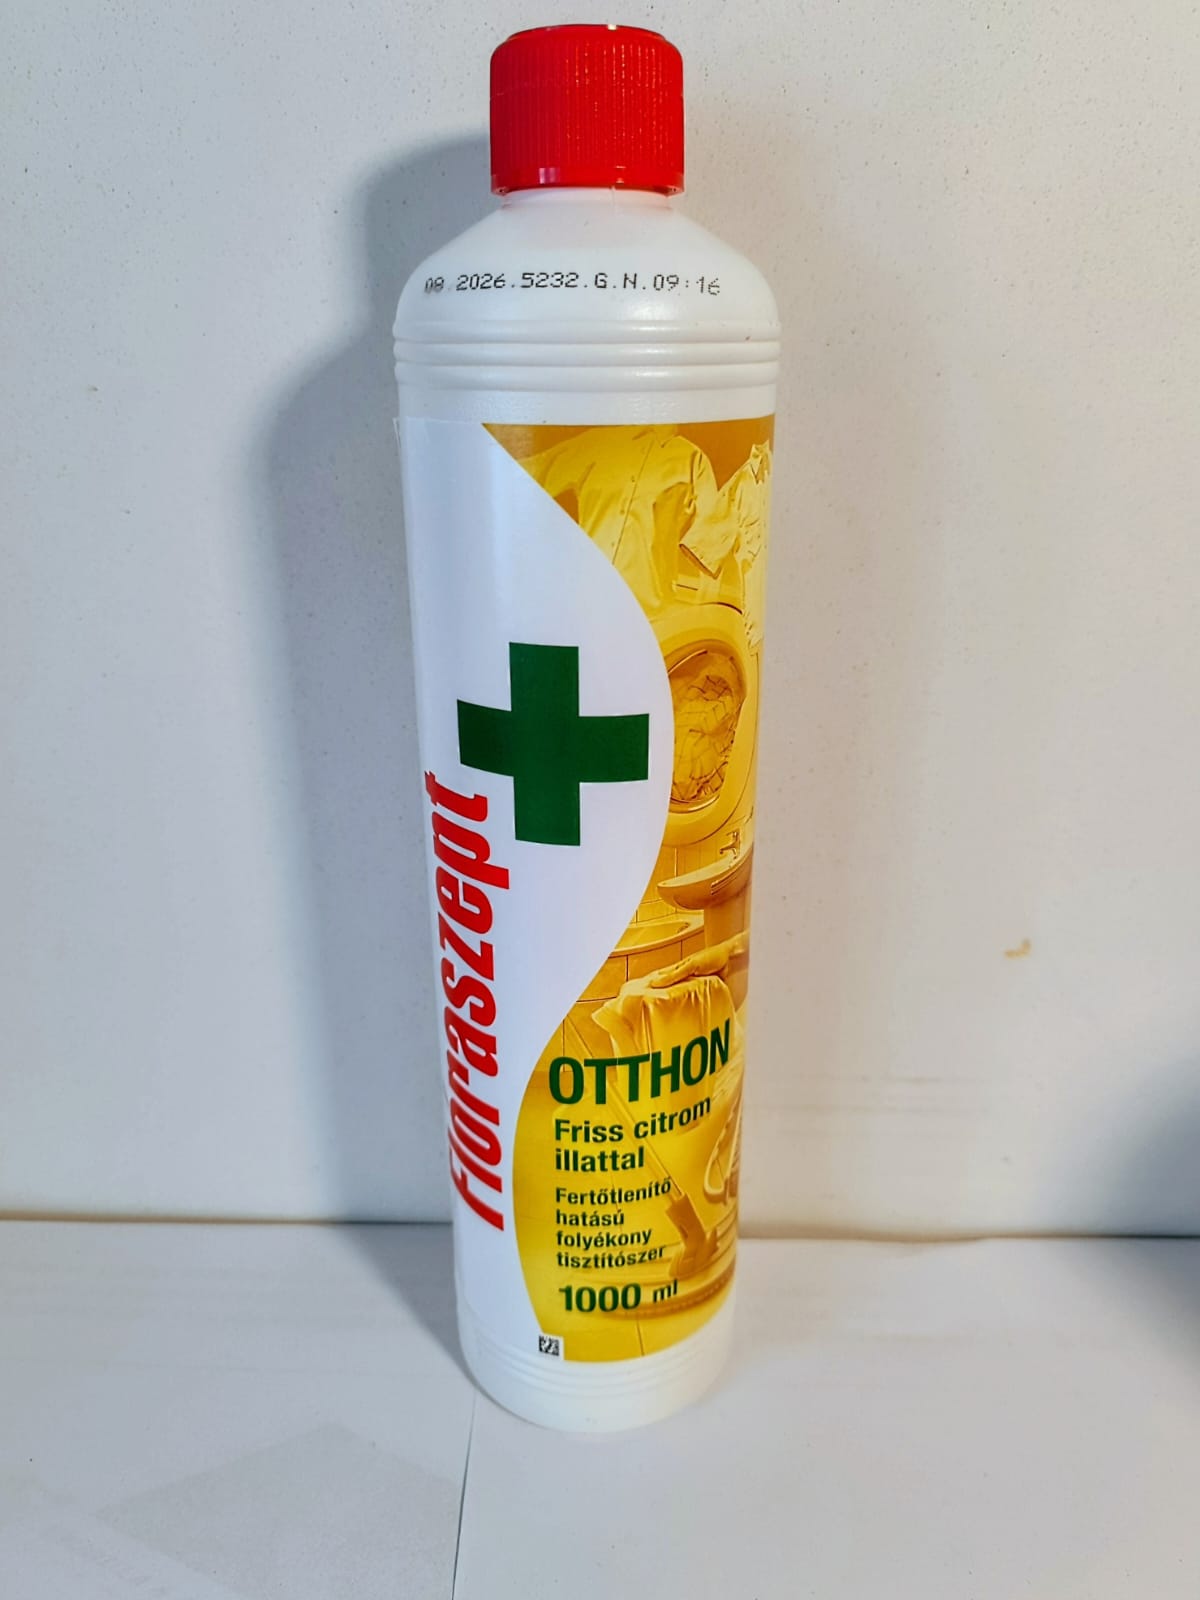 08.2026.5232.G.N.09:16
Flóraszept
OTTHON
Friss citrom
illattal
Fertőtlenítő
hatású
folyékony
tisztítószer
1000 ml